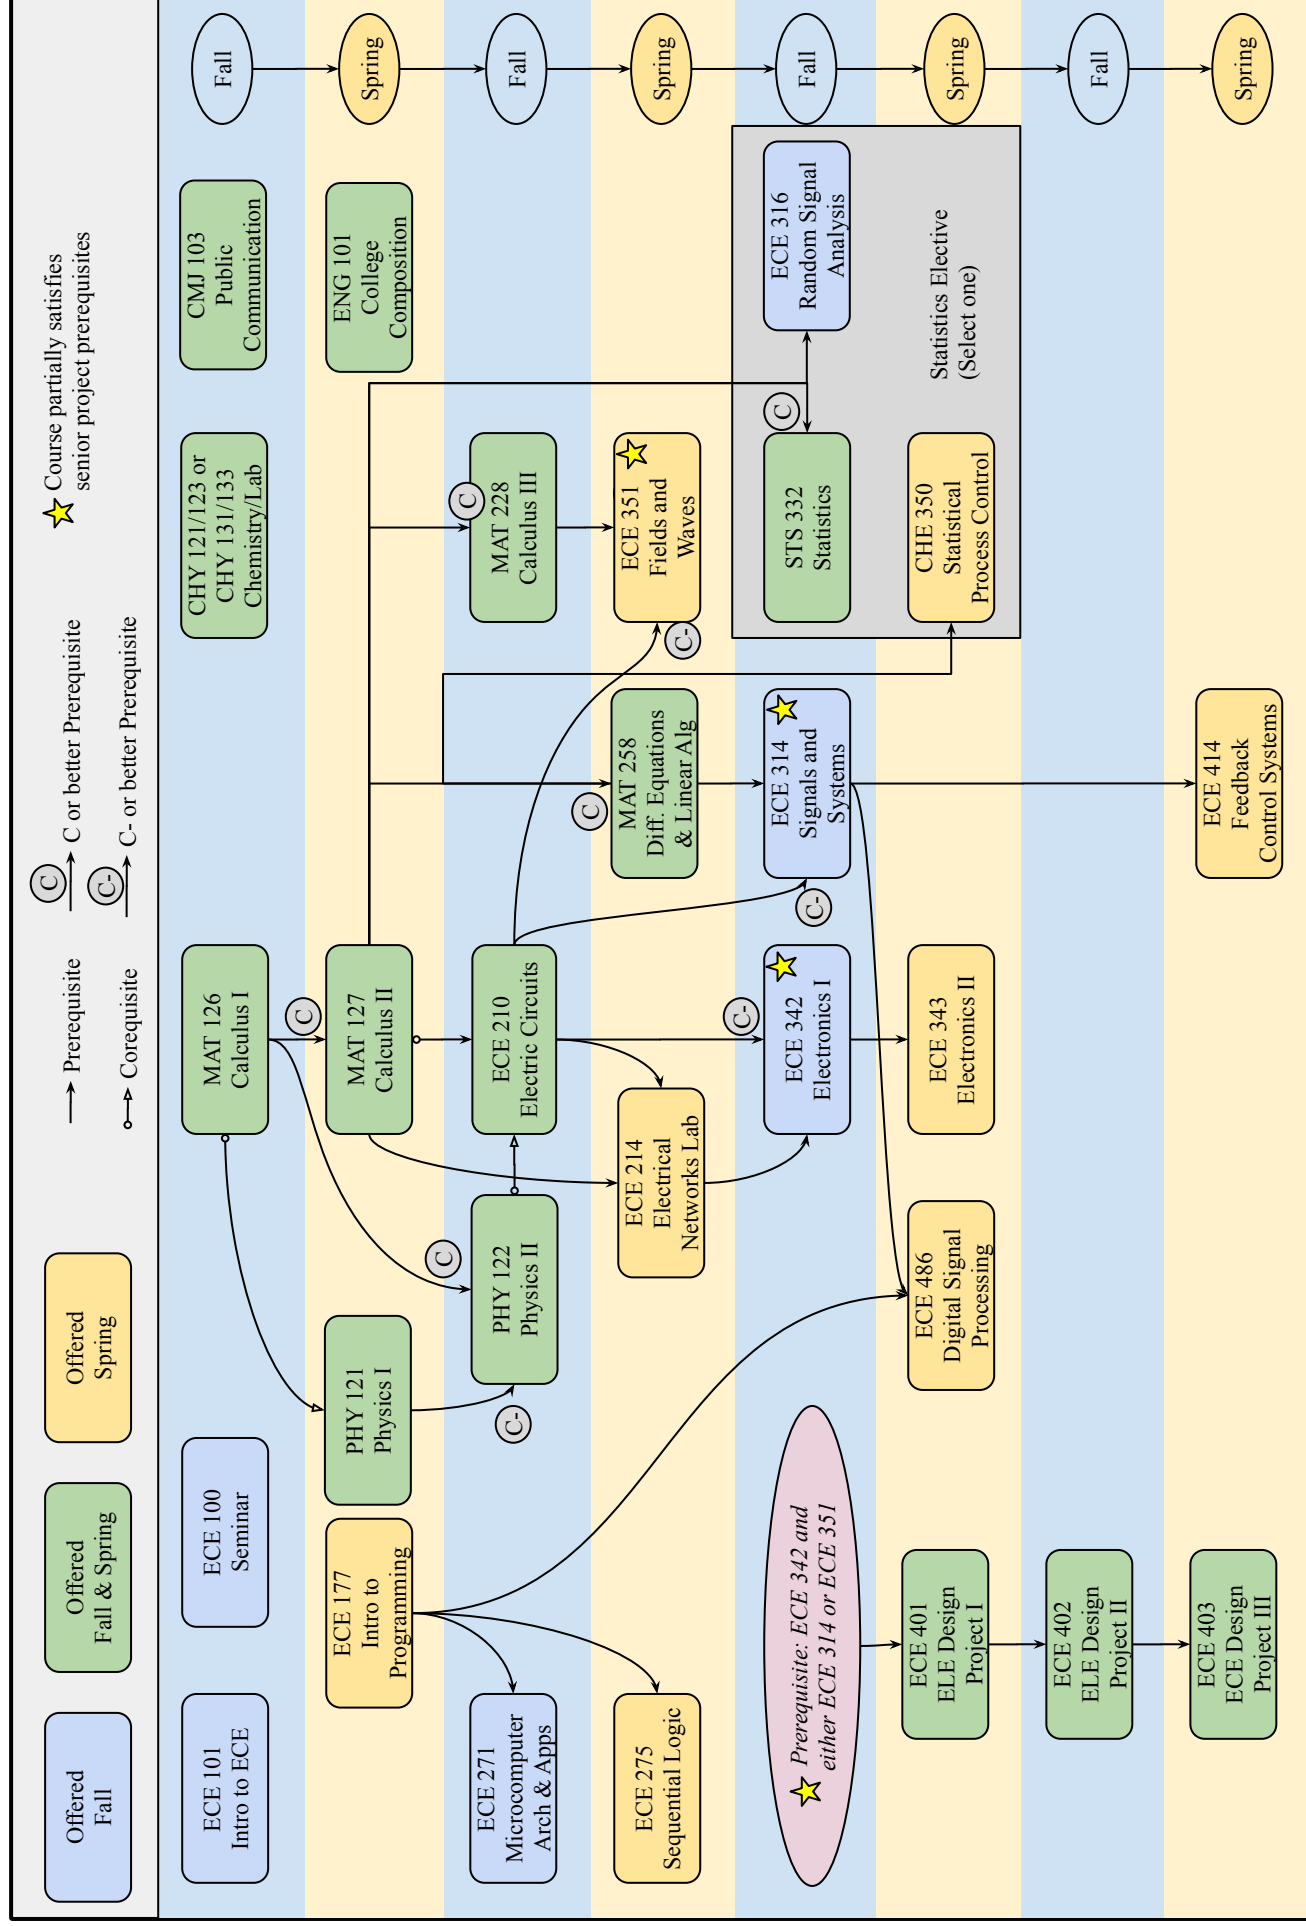 Offered
Fall
Offered
Fall & Spring
Offered
Spring
Prerequisite
Corequisite
C
C or better Prerequisite
C-
C- or better Prerequisite
Course partially satisfies
senior project prerequisites
ECE 101
Intro to ECE
ECE 100
Seminar
MAT 126
Calculus I
CHY 121/123 or
CHY 131/133
Chemistry/Lab
CMJ 103
Public
Communication
Fall
ECE 177
Intro to
Programming
PHY 121
Physics I
C
MAT 127
Calculus II
ENG 101
College
Composition
Spring
ECE 271
Microcomputer
Arch & Apps
C-
PHY 122
Physics II
C
ECE 210
Electric Circuits
C
MAT 228
Calculus III
Fall
ECE 275
Sequential Logic
ECE 214
Electrical
Networks Lab
C
MAT 258
Diff. Equations
& Linear Alg
C-
ECE 351
Fields and
Waves
Spring
Prerequisite: ECE 342 and
either ECE 314 or ECE 351
C-
ECE 342
Electronics I
C-
ECE 314
Signals and
Systems
STS 332
Statistics
C
ECE 316
Random Signal
Analysis
Fall
ECE 401
ELE Design
Project I
ECE 486
Digital Signal
Processing
ECE 343
Electronics II
CHE 350
Statistical
Process Control
Statistics Elective
(Select one)
Spring
ECE 402
ELE Design
Project II
Fall
ECE 403
ECE Design
Project III
ECE 414
Feedback
Control Systems
Spring